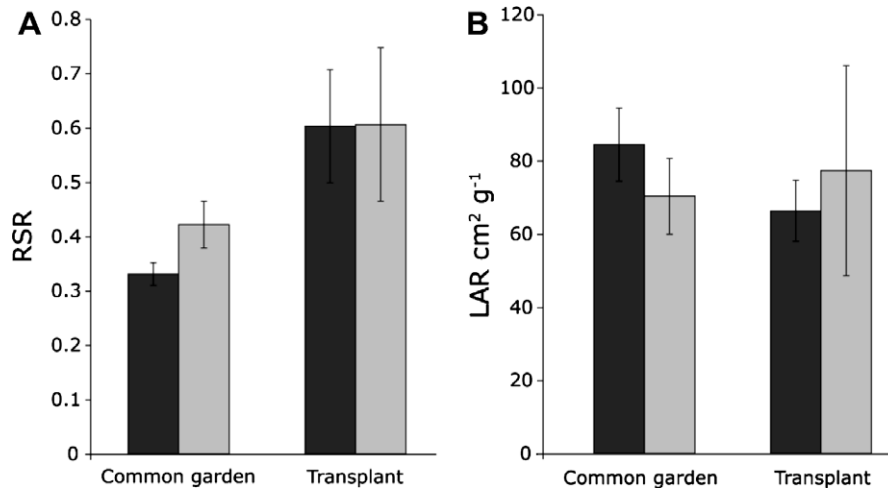 A
RSR
0.8
0.7
0.6
0.5
0.4
0.3
0.2
0.1
0
Common garden Transplant
B
LAR cm² g⁻¹
120
100
80
60
40
20
0
Common garden Transplant